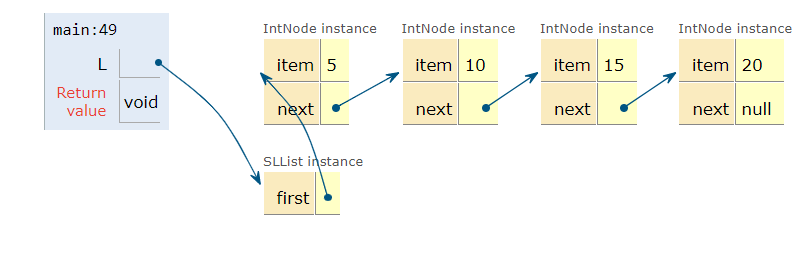 main:49
L
Return
value
void
IntNode instance
item 5
next
IntNode instance
item 10
next
IntNode instance
item 15
next
IntNode instance
item 20
next null
SLList instance
first